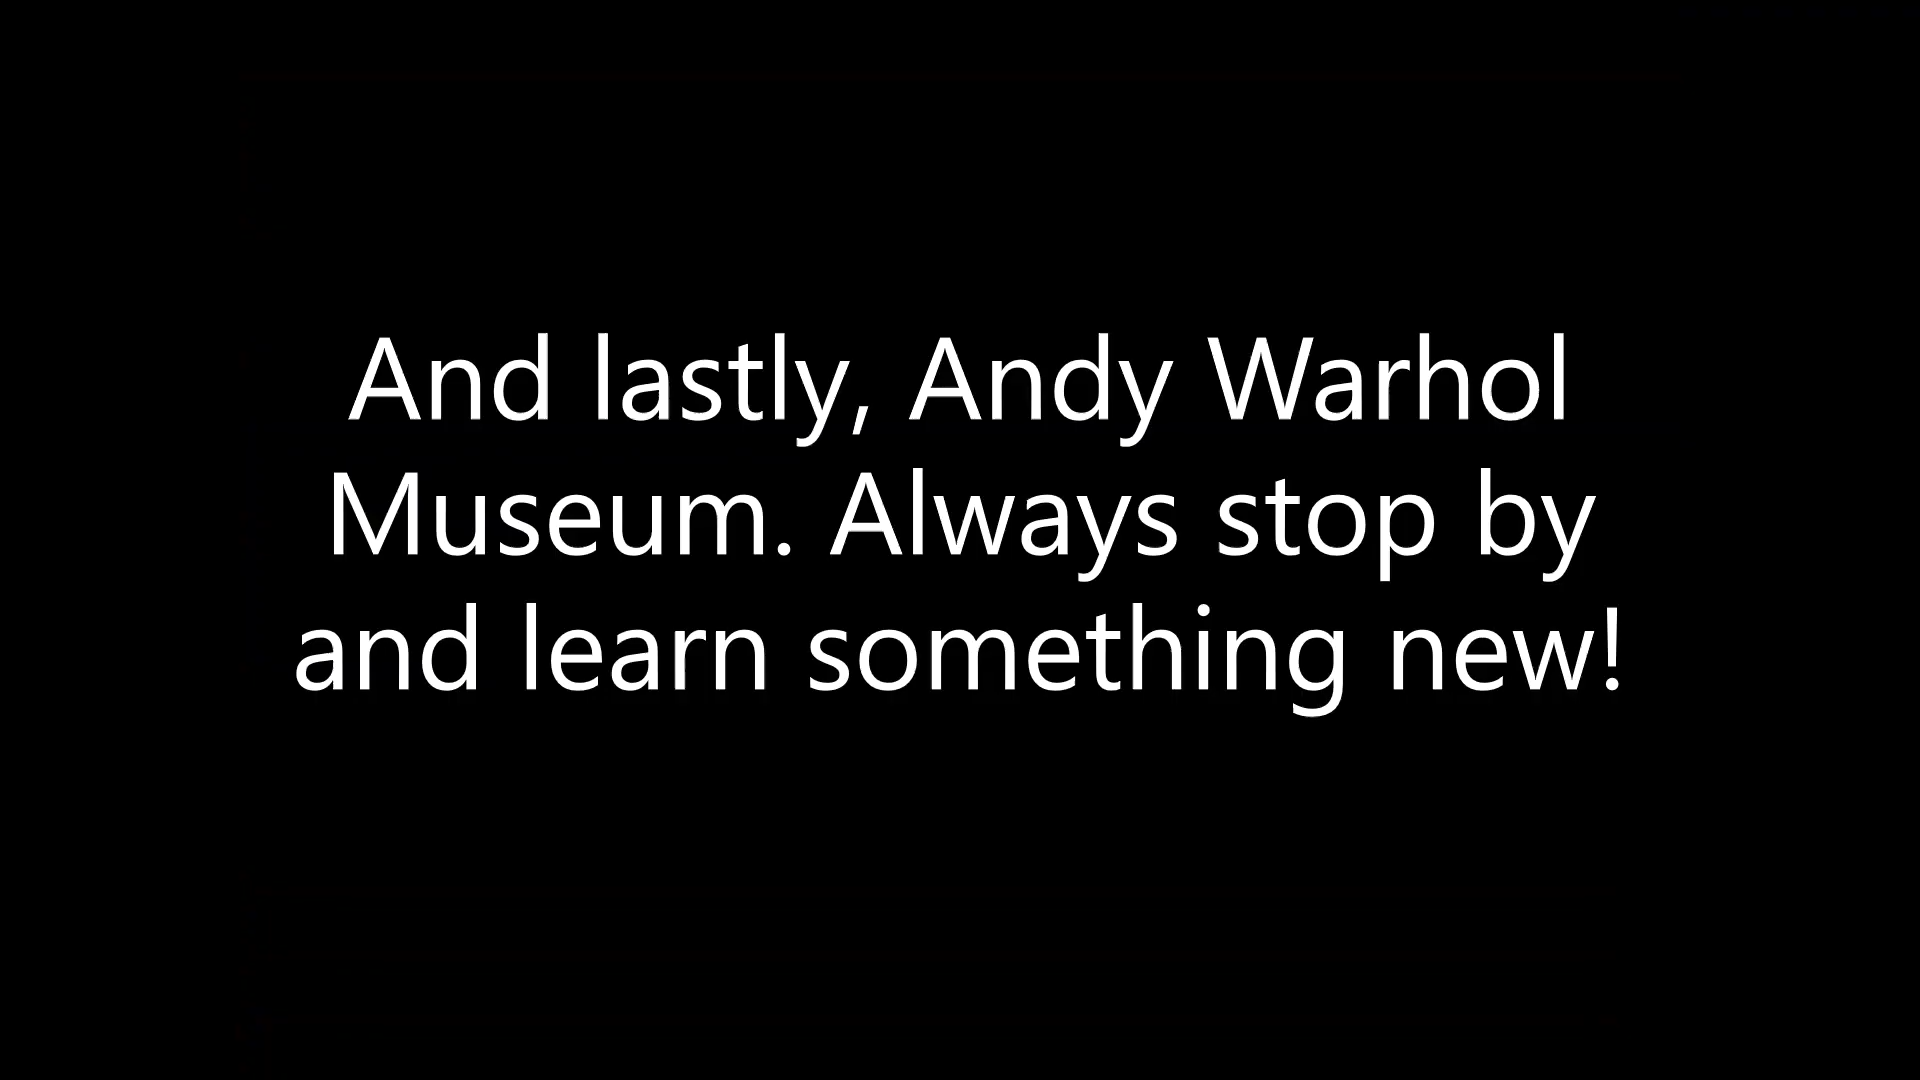 And lastly, Andy Warhol
Museum. Always stop by
and learn something new!